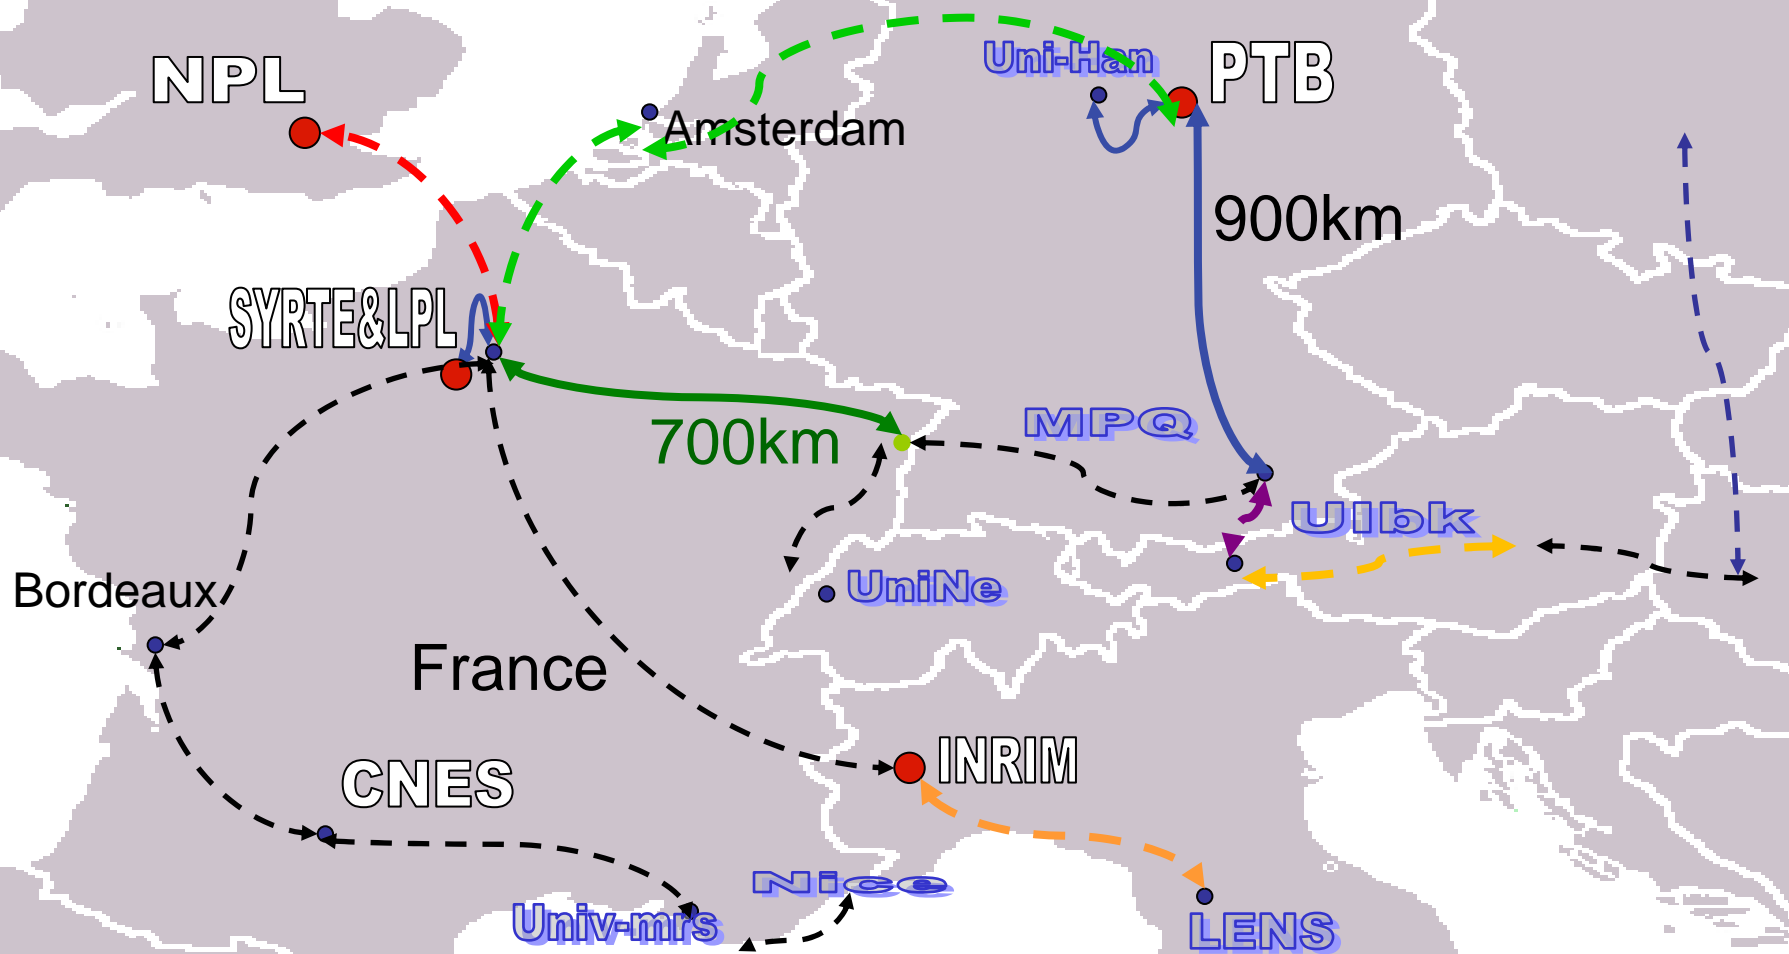 Uni-Han
PTB
NPL
Amsterdam
900km
SYRTE&LPL
MPQ
700km
UIbk
UniNe
Bordeaux
France
INRIM
CNES
Nice
Univ-mrs
LENS